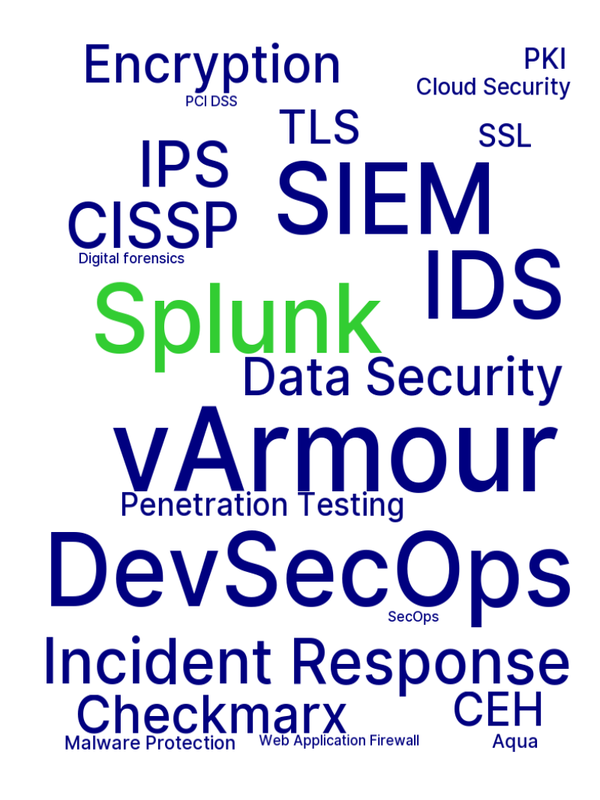 Encryption
PKI
Cloud Security
PCI DSS
TLS
SSL
IPS
SIEM
CISSP
Digital forensics
IDS
Splunk
Data Security
vArmour
Penetration Testing
DevSecOps
SecOps
Incident Response
Checkmarx
CEH
Malware Protection
Web Application Firewall
Aqua